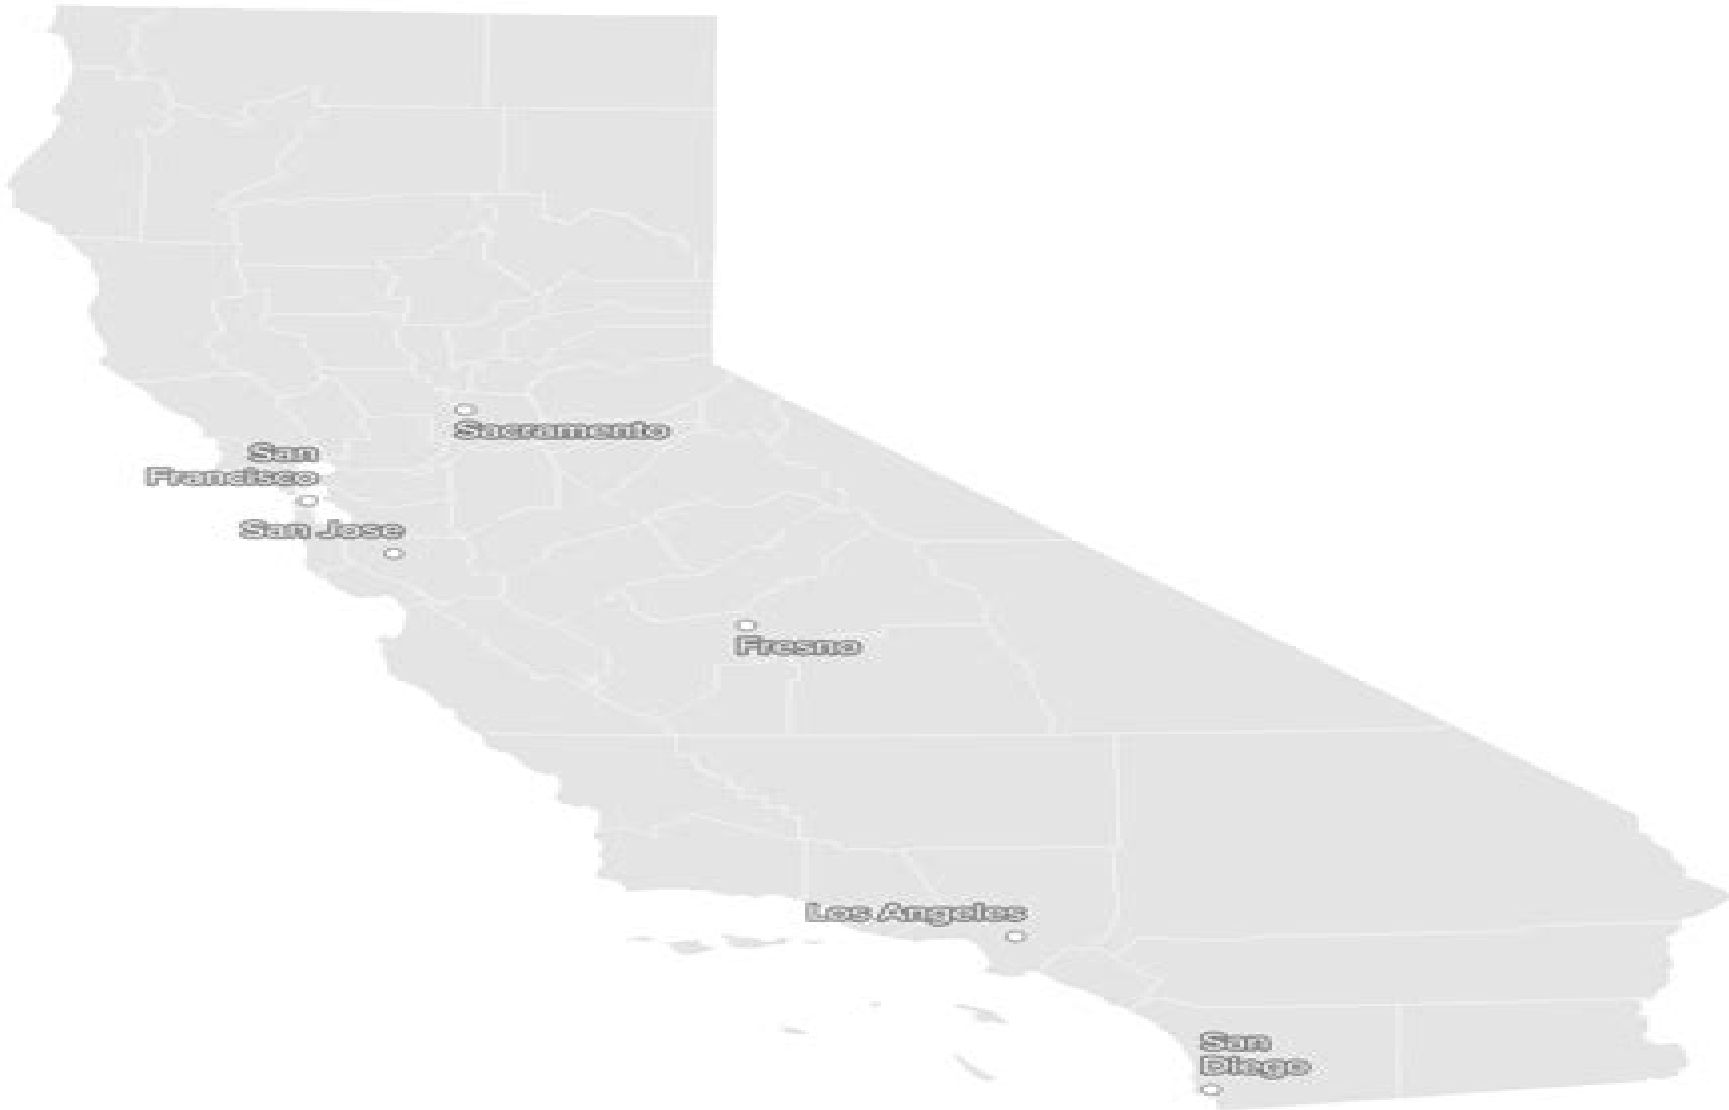 Sacramento
San
Francisco
San Jose
Fresno
Los Angeles
San
Diego